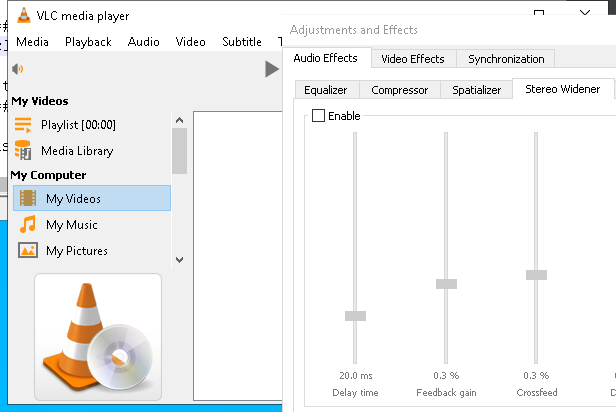 VLC media player
Adjustments and Effects
Media Playback Audio Video Subtitle
Audio Effects Video Effects Synchronization
Equalizer Compressor Spatializer Stereo Widener
Enable
My Videos
Playlist [00:00]
Media Library
My Computer
My Videos
My Music
My Pictures
20.0 ms 0.3 % 0.3 %
Delay time Feedback gain Crossfeed